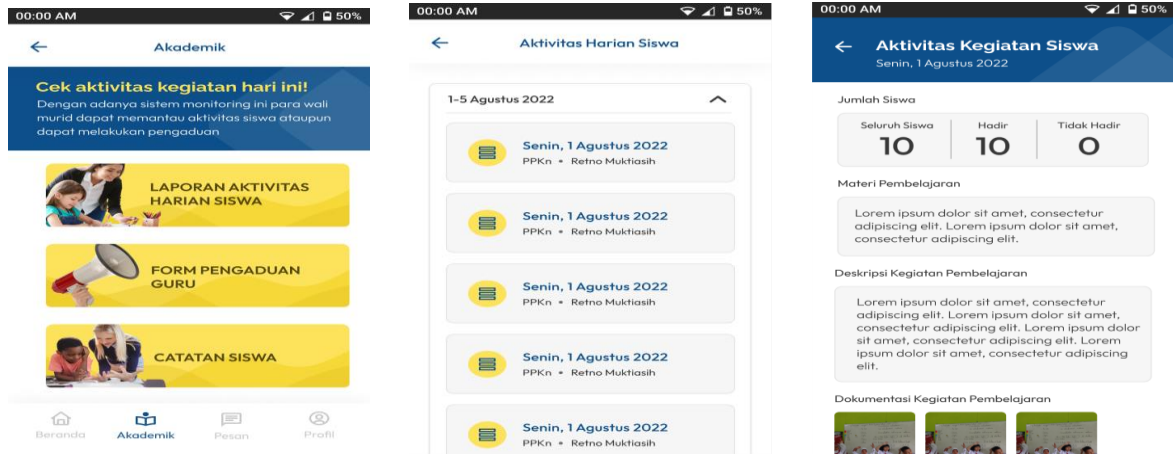 00:00 AM
50%
Akademik
Cek aktivitas kegiatan hari ini!
Dengan adanya sistem monitoring ini para wali
murid dapat memantau aktivitas siswa ataupun
dapat melakukan pengaduan
LAPORAN AKTIVITAS
HARIAN SISWA
FORM PENGADUAN
GURU
CATATAN SISWA
Beranda
Akademik
Pesan
Profil
00:00 AM
50%
Aktivitas Harian Siswa
1-5 Agustus 2022
Senin, 1 Agustus 2022
PPKn • Retno Muktiasih
Senin, 1 Agustus 2022
PPKn • Retno Muktiasih
Senin, 1 Agustus 2022
PPKn • Retno Muktiasih
Senin, 1 Agustus 2022
PPKn • Retno Muktiasih
Senin, 1 Agustus 2022
PPKn • Retno Muktiasih
00:00 AM
50%
Aktivitas Kegiatan Siswa
Senin, 1 Agustus 2022
Jumlah Siswa
Seluruh Siswa Hadir Tidak Hadir
10 10 0
Materi Pembelajaran
Lorem ipsum dolor sit amet, consectetur
adipiscing elit. Lorem ipsum dolor sit amet,
consectetur adipiscing elit.
Deskripsi Kegiatan Pembelajaran
Lorem ipsum dolor sit amet, consectetur
adipiscing elit. Lorem ipsum dolor sit amet,
consectetur adipiscing elit. Lorem ipsum dolor
sit amet, consectetur adipiscing elit. Lorem
ipsum dolor sit amet, consectetur adipiscing
elit.
Dokumentasi Kegiatan Pembelajaran